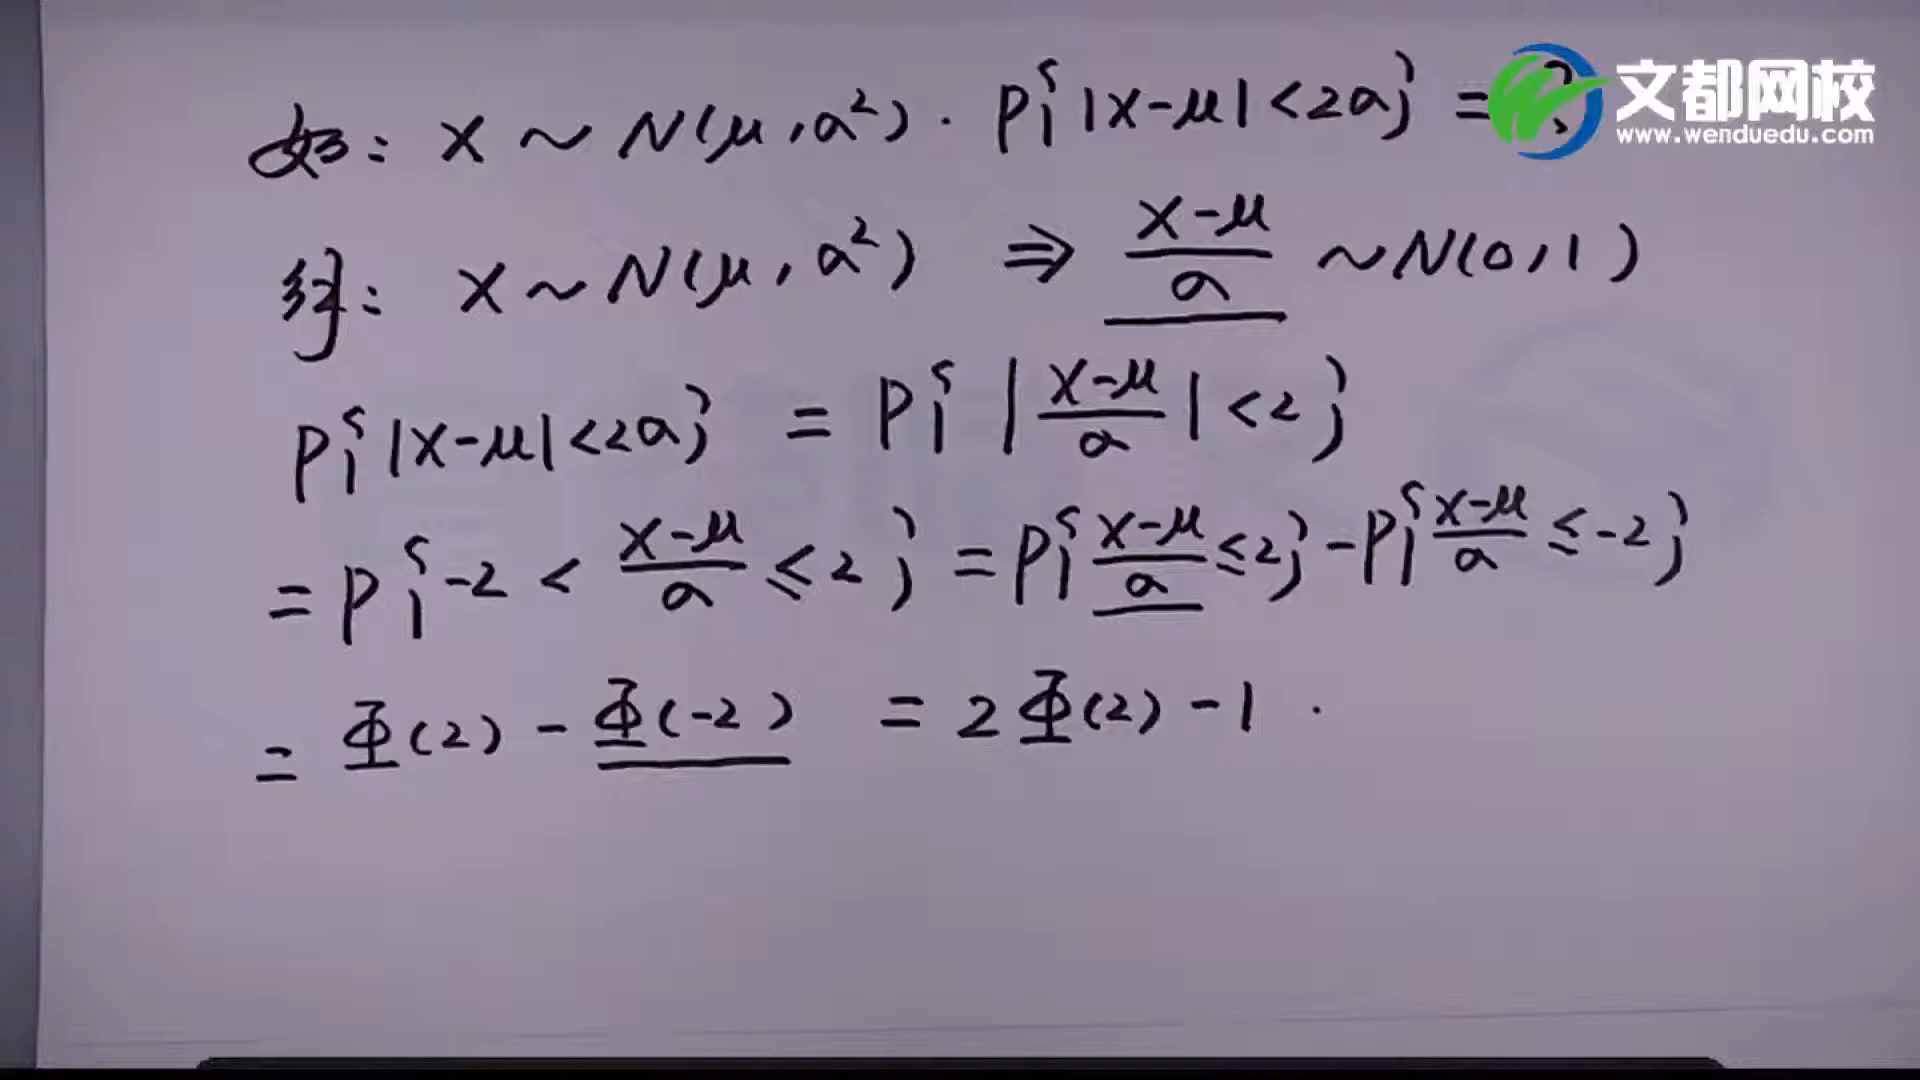 如: X ~ N(μ, σ²). P{|X-μ|<2σ} = ?
文都网校
www.wenduedu.com
解: X ~ N(μ, σ²) ⇒ (X-μ)/σ ~ N(0,1)
P{|X-μ|<2σ} = P{|(X-μ)/σ|<2}
= P{-2 < (X-μ)/σ ≤ 2} = P{(X-μ)/σ ≤ 2} - P{(X-μ)/σ ≤ -2}
= Φ(2) - Φ(-2) = 2Φ(2) - 1.